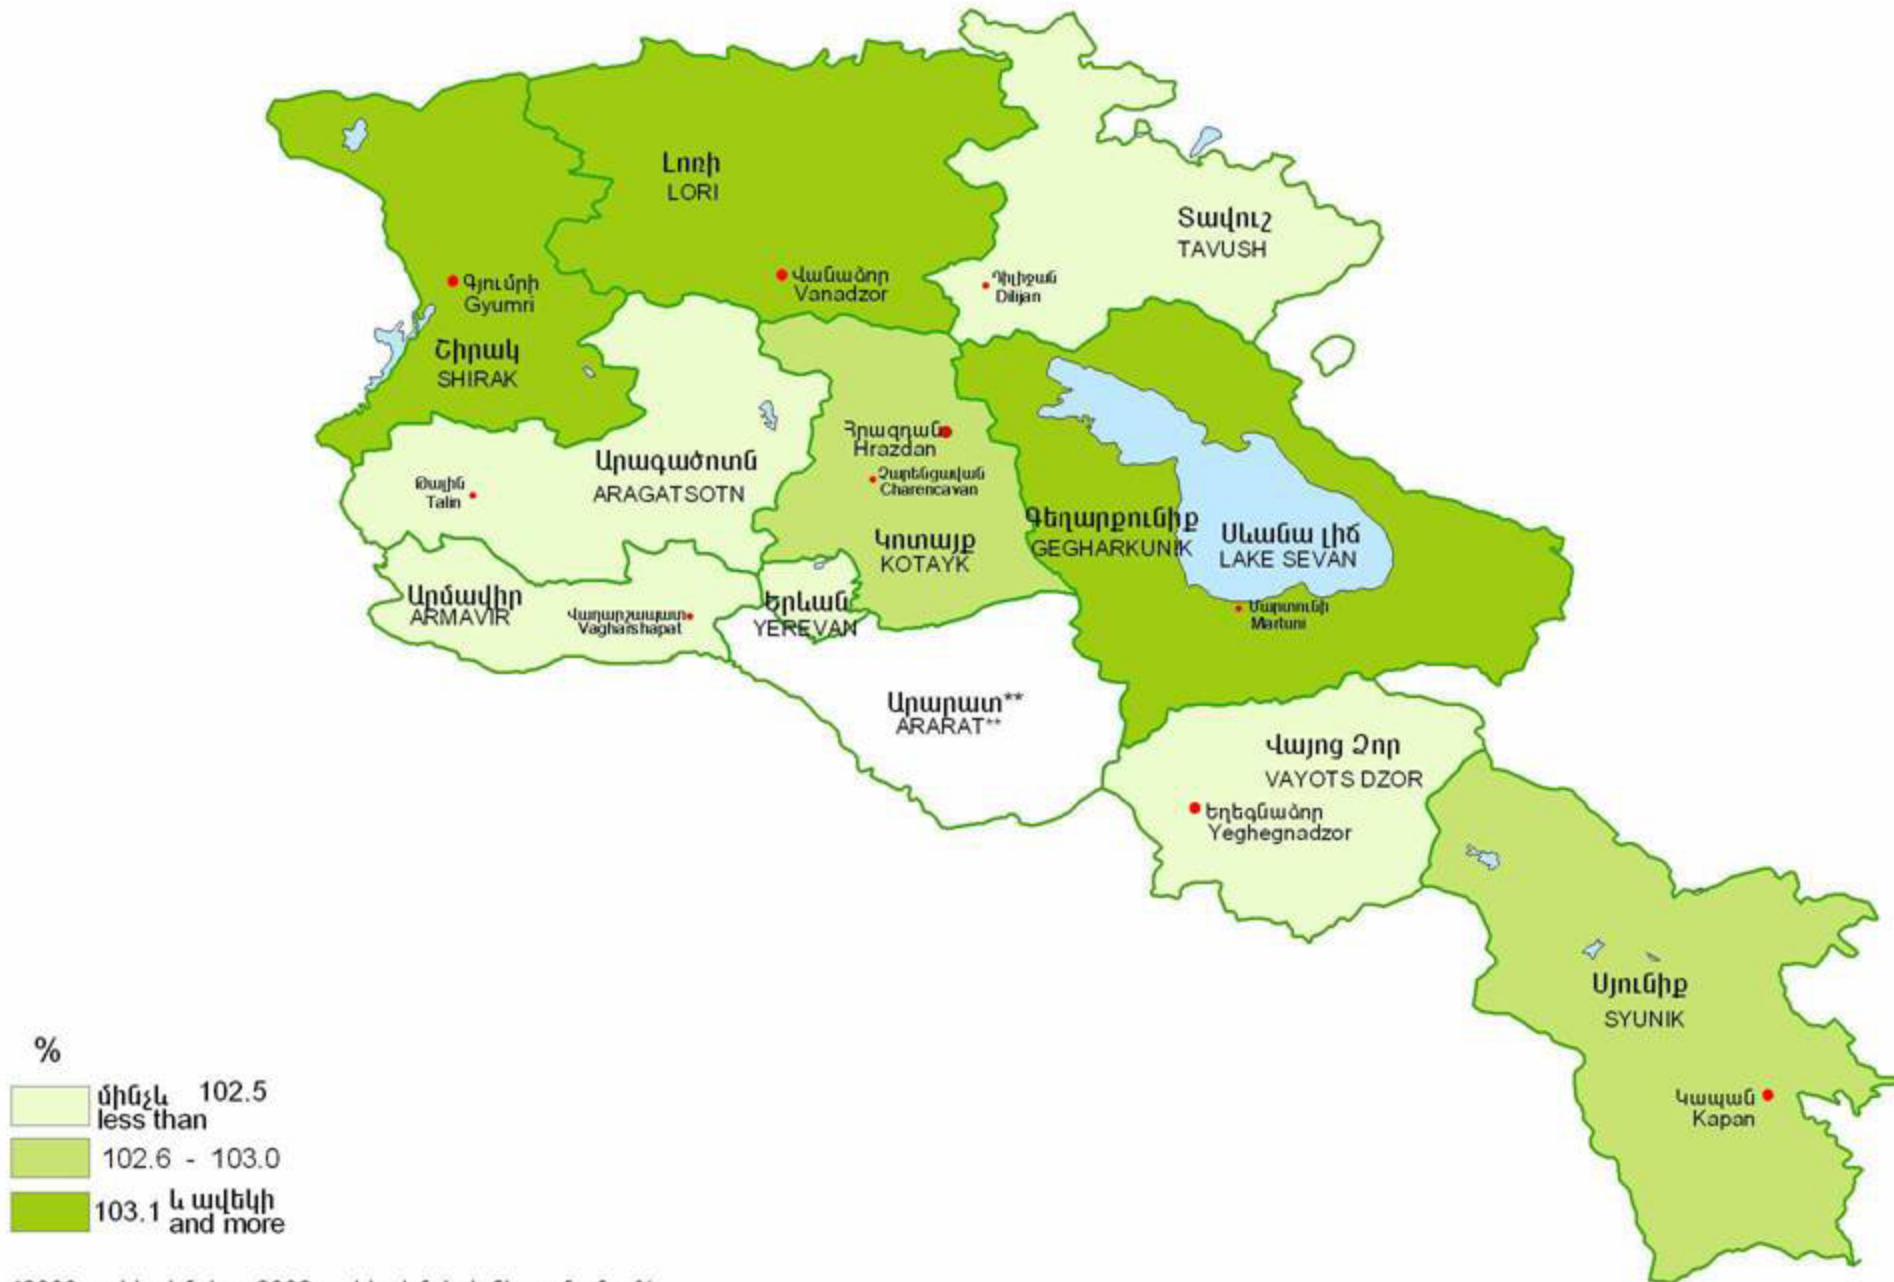 Լոռի
LORI
Տավուշ
TAVUSH
Գյումրի
Gyumri
Վանաձոր
Vanadzor
Դիլիջան
Dilijan
Շիրակ
SHIRAK
Հրազդան
Hrazdan
Չարենցավան
Charencavan
Արագածոտն
ARAGATSOTN
Թալին
Talin
Գեղարքունիք
GEGHARKUNIK
Սևանա լիճ
LAKE SEVAN
Կոտայք
KOTAYK
Արմավիր
ARMAVIR
Վաղարշապատ
Vagharshapat
Երևան
YEREVAN
Մարտունի
Martuni
Արարատ**
ARARAT**
Վայոց Ձոր
VAYOTS DZOR
Եղեգնաձոր
Yeghegnadzor
Սյունիք
SYUNIK
Կապան
Kapan
%
մինչև 102.5
less than
102.6 - 103.0
103.1 և ավելի
and more